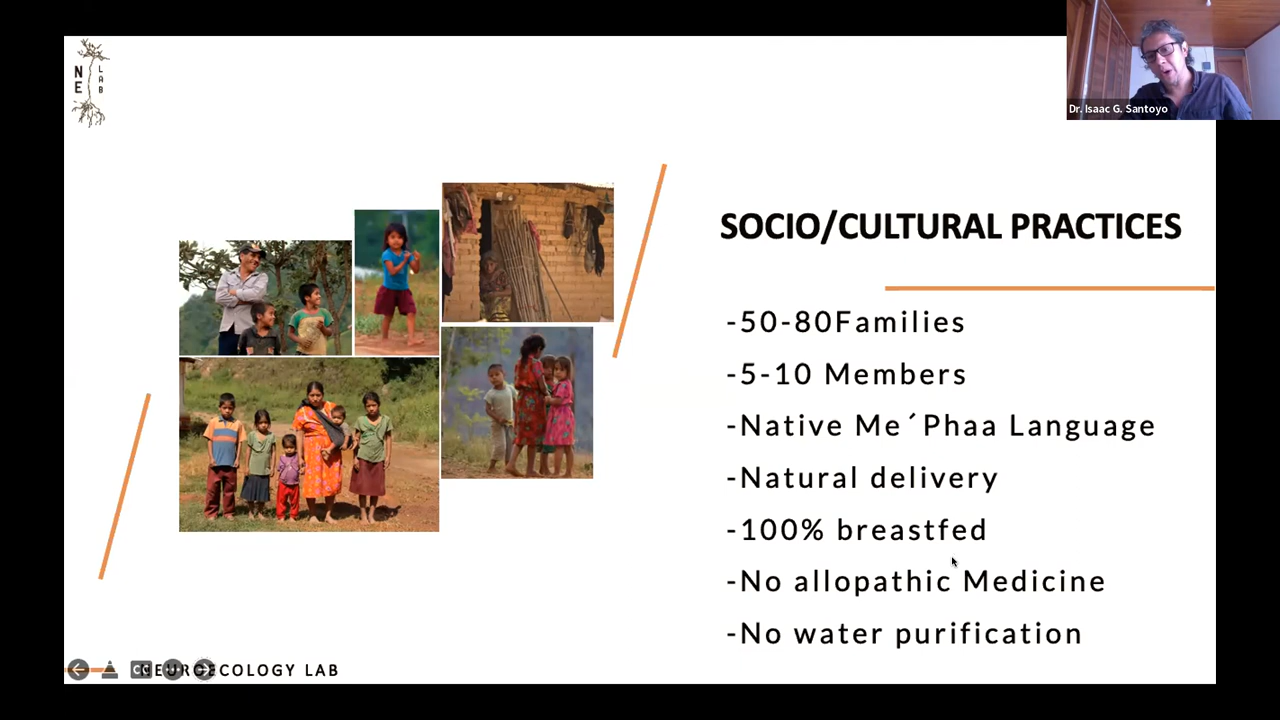 N L
E A
B
Dr. Isaac G. Santoyo
SOCIO/CULTURAL PRACTICES
-50-80Families
-5-10 Members
-Native Me´Phaa Language
-Natural delivery
-100% breastfed
-No allopathic Medicine
-No water purification
NEUROECOLOGY LAB